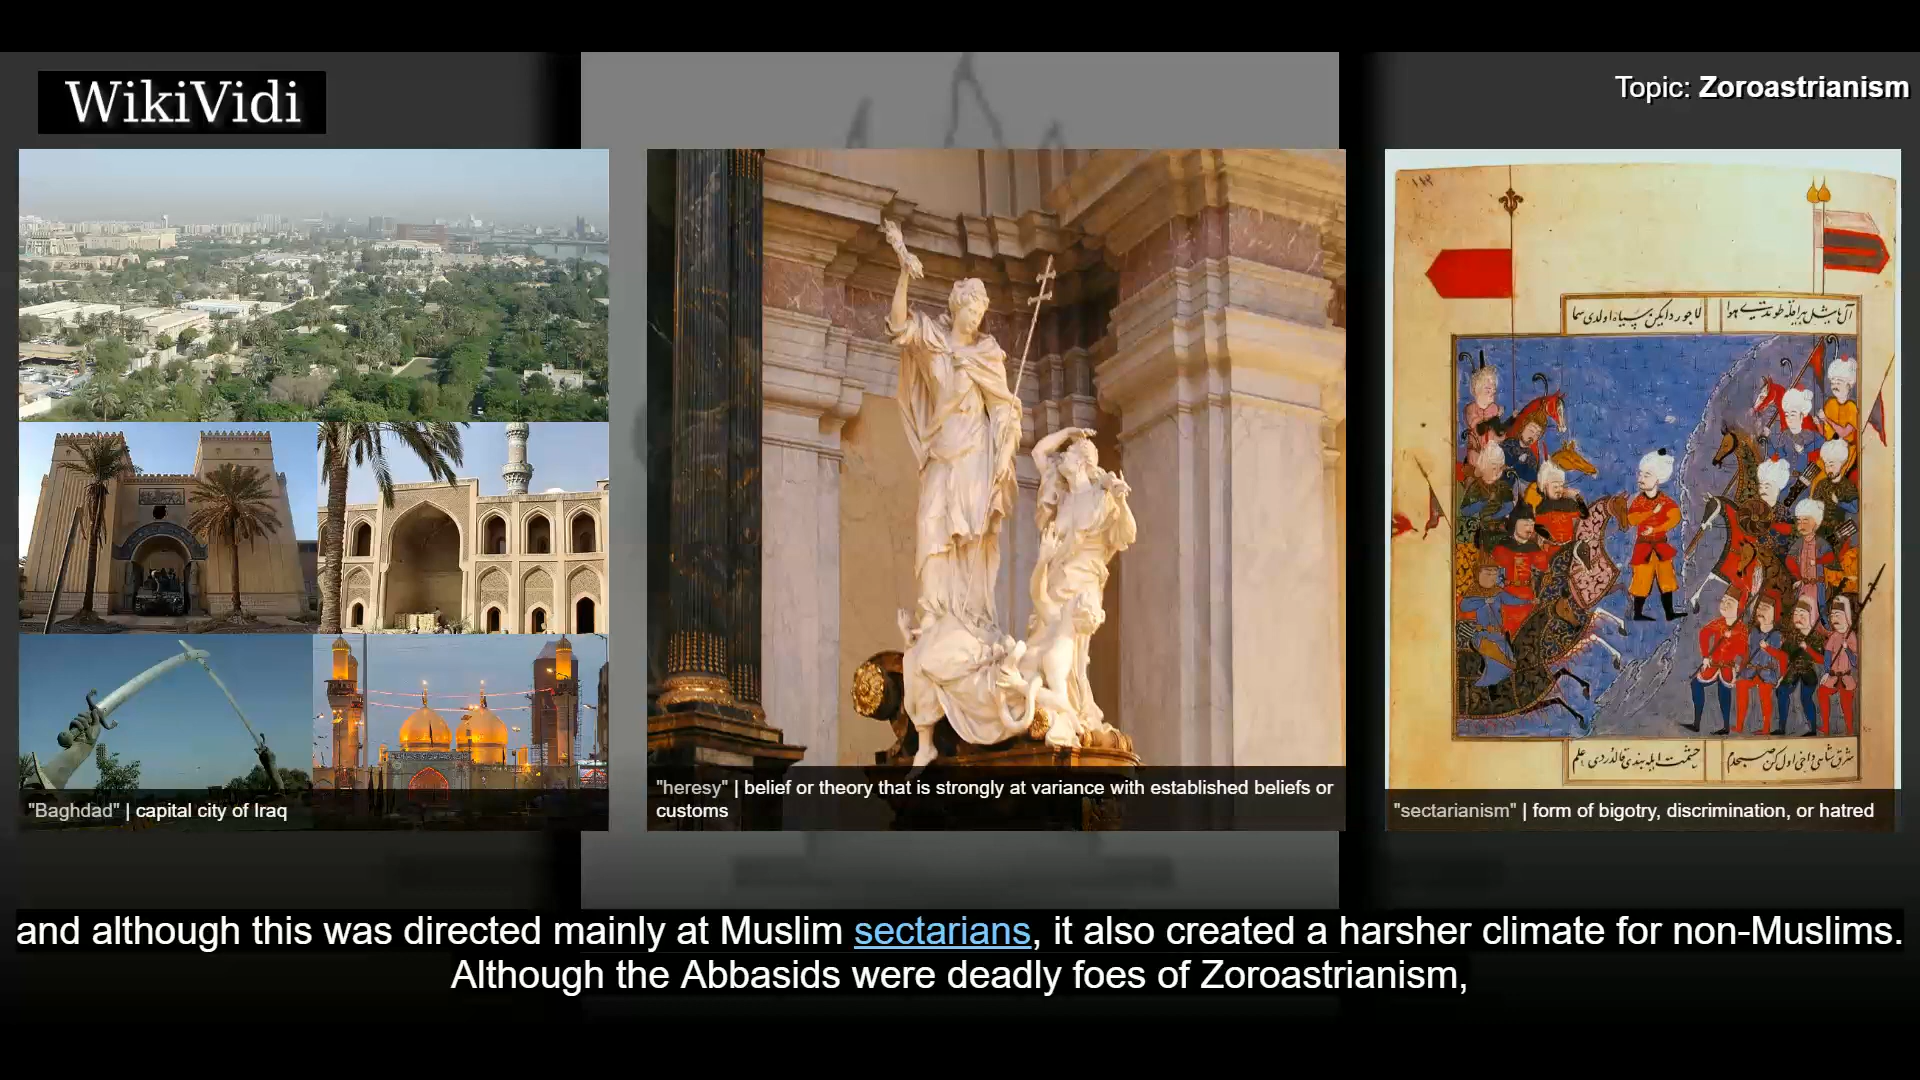 WikiVidi
Topic: Zoroastrianism
"Baghdad" | capital city of Iraq
"heresy" | belief or theory that is strongly at variance with established beliefs or
customs
"sectarianism" | form of bigotry, discrimination, or hatred
and although this was directed mainly at Muslim sectarians, it also created a harsher climate for non-Muslims.
Although the Abbasids were deadly foes of Zoroastrianism,